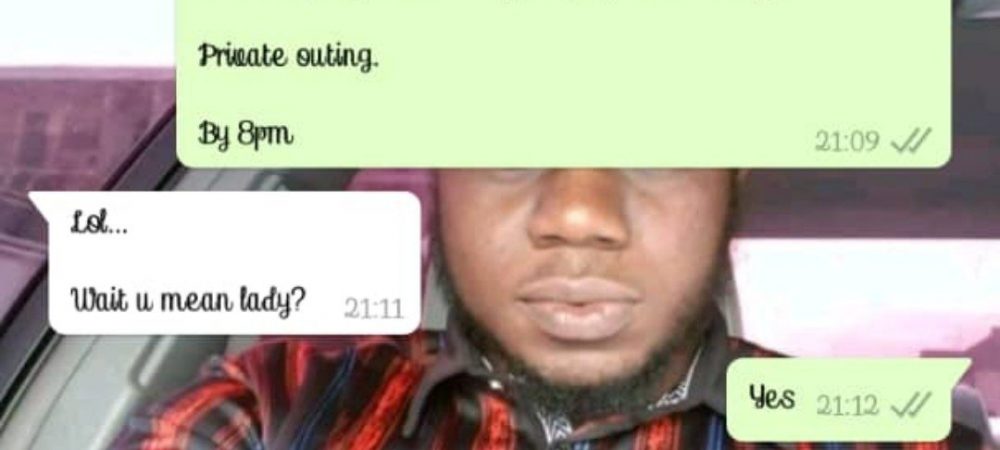 Private outing.
By 8pm
21:09
Lol...
Wait u mean lady?
21:11
Yes
21:12